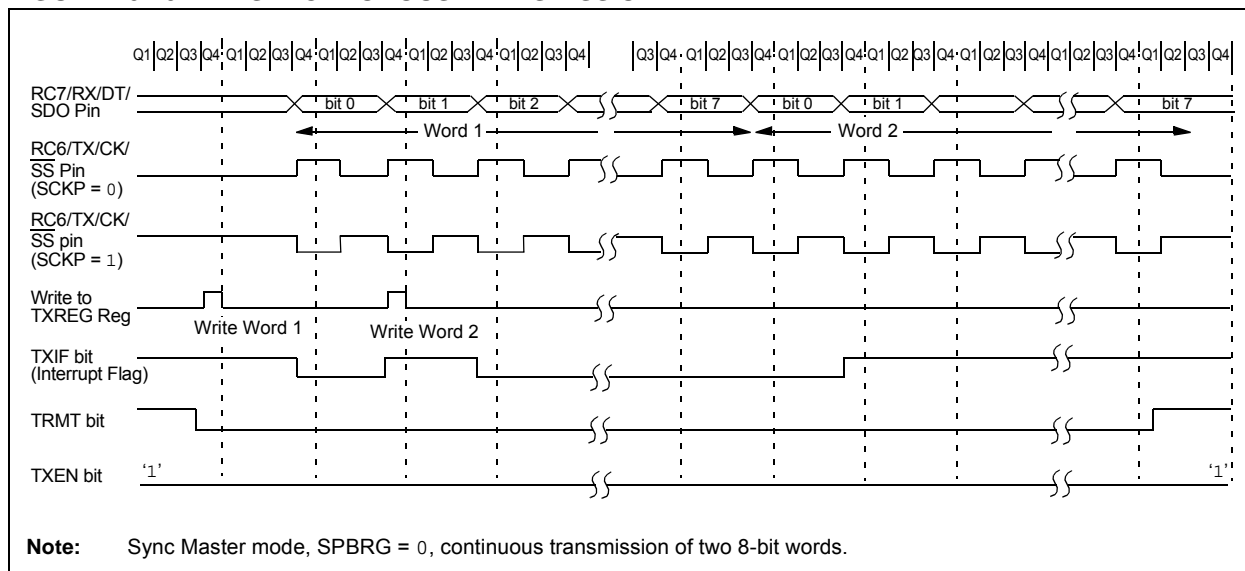 Q1 Q2 Q3 Q4 Q1 Q2 Q3 Q4 Q1 Q2 Q3 Q4 Q1 Q2 Q3 Q4 Q1 Q2 Q3 Q4 Q3 Q4 Q1 Q2 Q3 Q4 Q1 Q2 Q3 Q4 Q1 Q2 Q3 Q4 Q1 Q2 Q3 Q4 Q1 Q2 Q3 Q4 Q1 Q2 Q3 Q4
RC7/RX/DT/
SDO Pin
bit 0 bit 1 bit 2 bit 7 bit 0 bit 1 bit 7
Word 1 Word 2
RC6/TX/CK/
SS Pin
(SCKP = 0)
RC6/TX/CK/
SS pin
(SCKP = 1)
Write to
TXREG Reg
Write Word 1 Write Word 2
TXIF bit
(Interrupt Flag)
TRMT bit
TXEN bit
‘1’ ‘1’
Note: Sync Master mode, SPBRG = 0, continuous transmission of two 8-bit words.